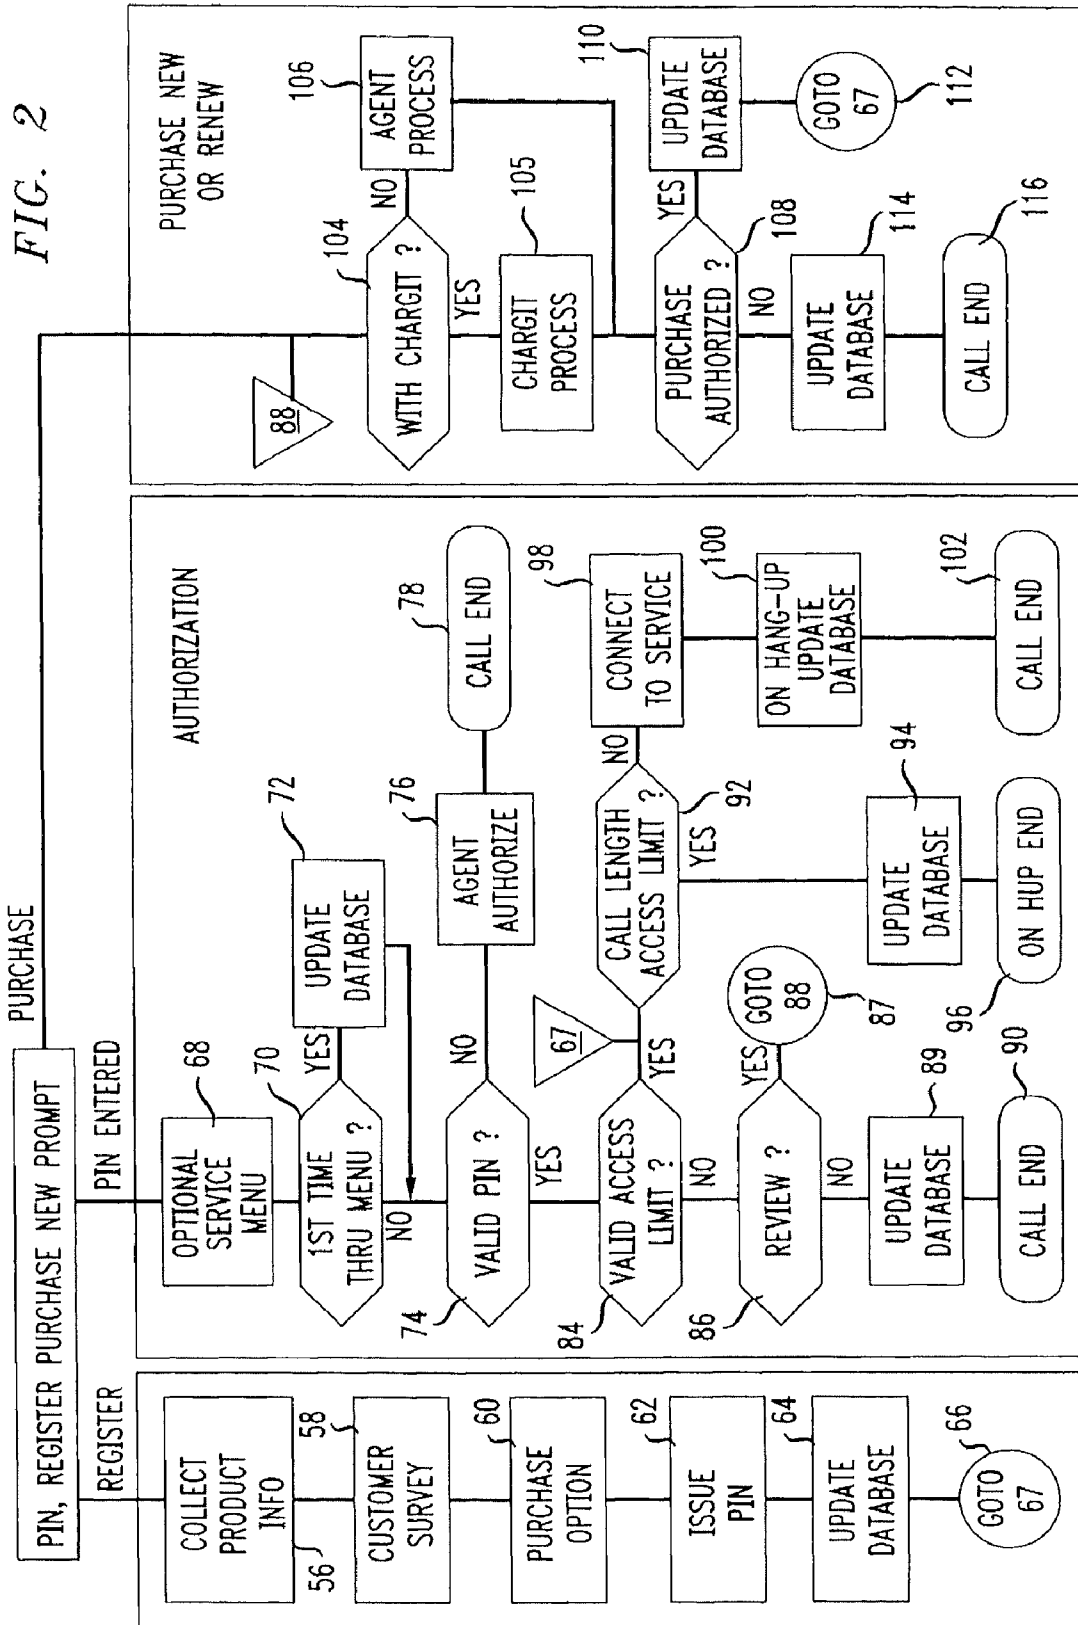 FIG. 2
PIN, REGISTER PURCHASE NEW PROMPT
REGISTER
PIN ENTERED
PURCHASE
COLLECT
PRODUCT
INFO
56
CUSTOMER
SURVEY
58
PURCHASE
OPTION
60
ISSUE
PIN
62
UPDATE
DATABASE
64
GOTO
67
66
AUTHORIZATION
OPTIONAL
SERVICE
MENU
68
1ST TIME
THRU MENU ?
70
YES
NO
UPDATE
DATABASE
72
VALID PIN ?
74
NO
YES
AGENT
AUTHORIZE
76
CALL END
78
VALID ACCESS
LIMIT ?
84
YES
NO
67
CALL LENGTH
ACCESS LIMIT ?
92
NO
YES
CONNECT
TO SERVICE
98
ON HANG-UP
UPDATE
DATABASE
100
CALL END
102
REVIEW ?
86
YES
NO
GOTO
88
87
UPDATE
DATABASE
89
CALL END
90
UPDATE
DATABASE
94
ON HUP END
96
PURCHASE NEW
OR RENEW
88
WITH CHARGIT ?
104
NO
YES
AGENT
PROCESS
106
CHARGIT
PROCESS
105
PURCHASE
AUTHORIZED ?
108
YES
NO
UPDATE
DATABASE
110
GOTO
67
112
UPDATE
DATABASE
114
CALL END
116